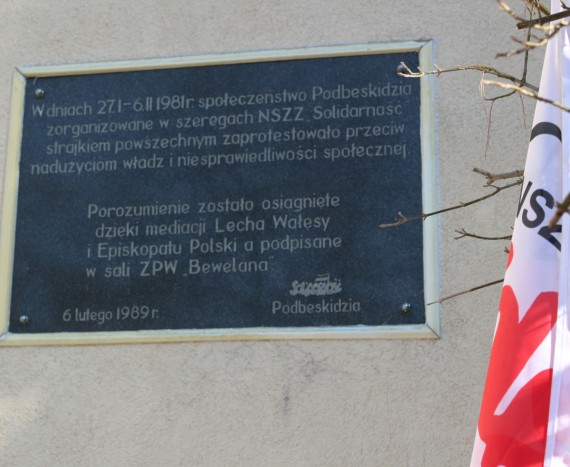 W dniach 27.I-6.II 1981r. społeczeństwo Podbeskidzia
zorganizowane w szeregach NSZZ „Solidarność"
strajkiem powszechnym zaprotestowało przeciw
nadużyciom władz i niesprawiedliwości społecznej.
Porozumienie zostało osiągnięte
dzięki mediacji Lecha Wałęsy
i Episkopatu Polski a podpisane
w sali ZPW „Bewelana"
Solidarność
6 lutego 1989 r.
Podbeskidzia
NSZ